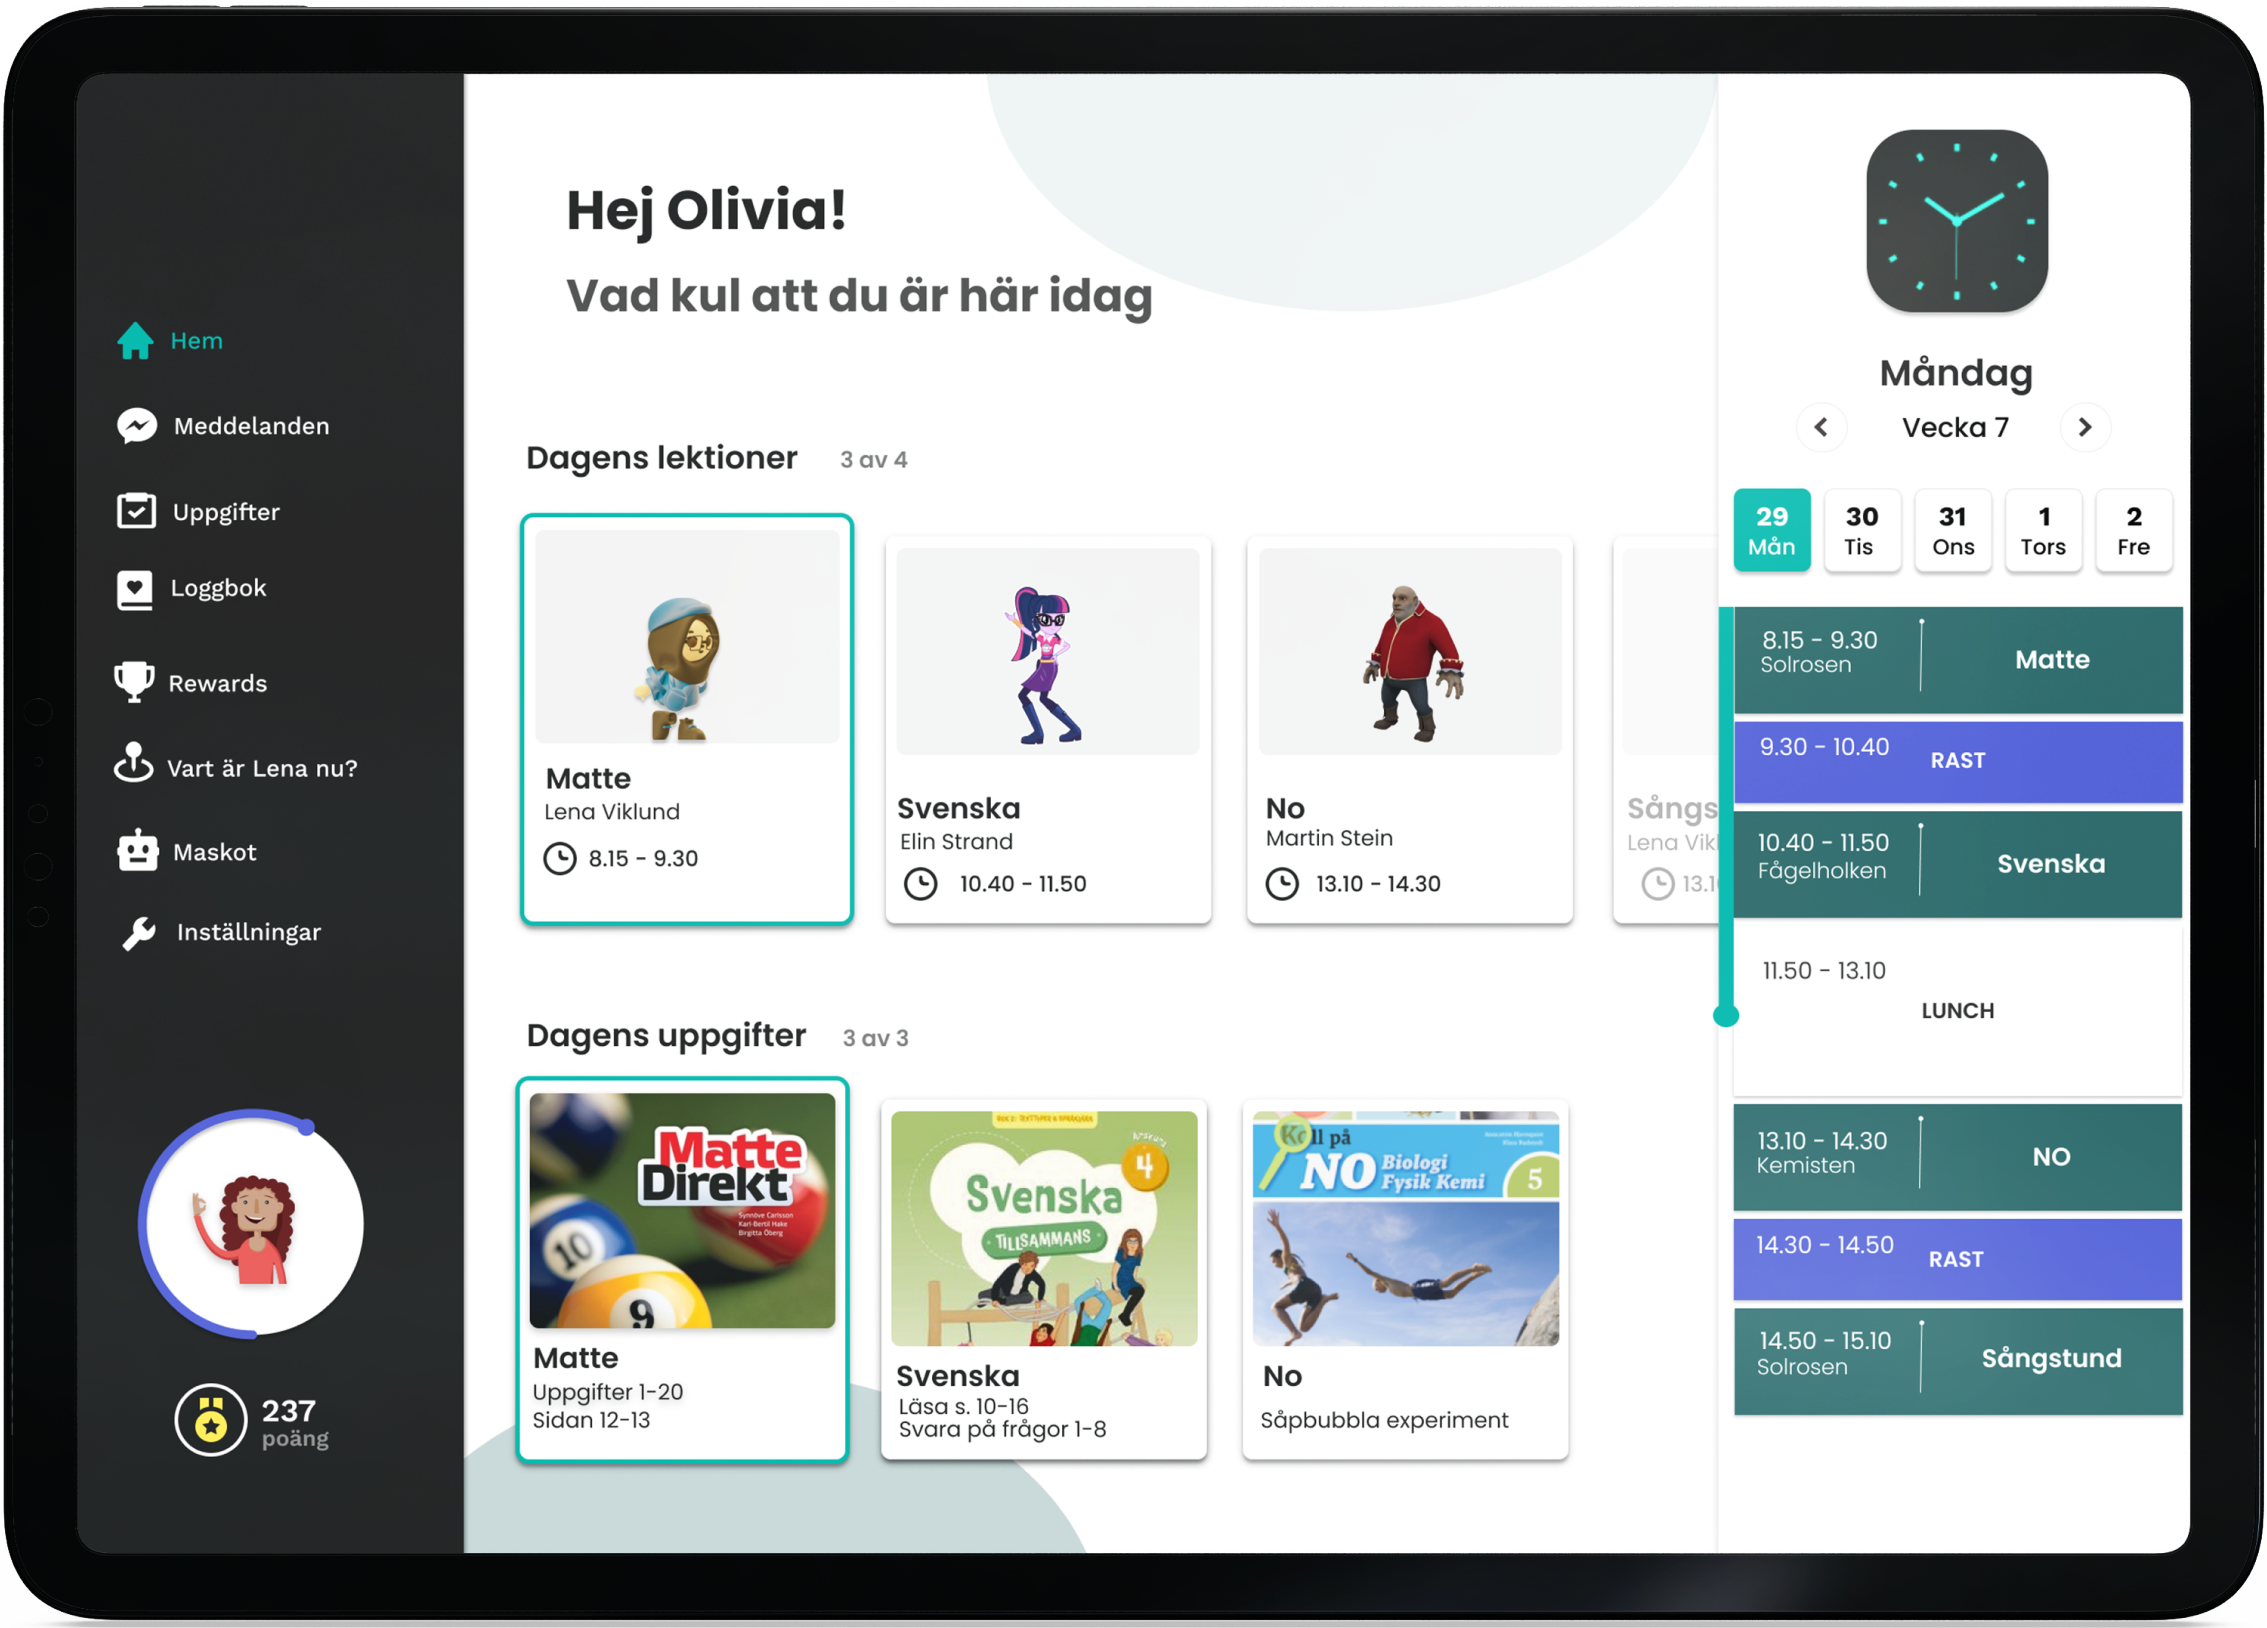 Hem
Meddelanden
Uppgifter
Loggbok
Rewards
Vart är Lena nu?
Maskot
Inställningar
237
poäng
Hej Olivia!
Vad kul att du är här idag
Dagens lektioner 3 av 4
Matte
Lena Viklund
8.15 - 9.30
Svenska
Elin Strand
10.40 - 11.50
No
Martin Stein
13.10 - 14.30
Sångs
Lena Vik
13.1
Dagens uppgifter 3 av 3
Matte
Direkt
Synnöve Carlsson
Karl-Bertil Hake
Birgitta Öberg
10
9
Matte
Uppgifter 1-20
Sidan 12-13
Årskurs
4
Svenska
TILLSAMMANS
Svenska
Läsa s. 10-16
Svara på frågor 1-8
Koll på
NO Biologi
Fysik Kemi
5
No
Såpbubbla experiment
Måndag
Vecka 7
29 30 31 1 2
Mån Tis Ons Tors Fre
8.15 - 9.30
Solrosen
Matte
9.30 - 10.40
RAST
10.40 - 11.50
Fågelholken
Svenska
11.50 - 13.10
LUNCH
13.10 - 14.30
Kemisten
NO
14.30 - 14.50
RAST
14.50 - 15.10
Solrosen
Sångstund